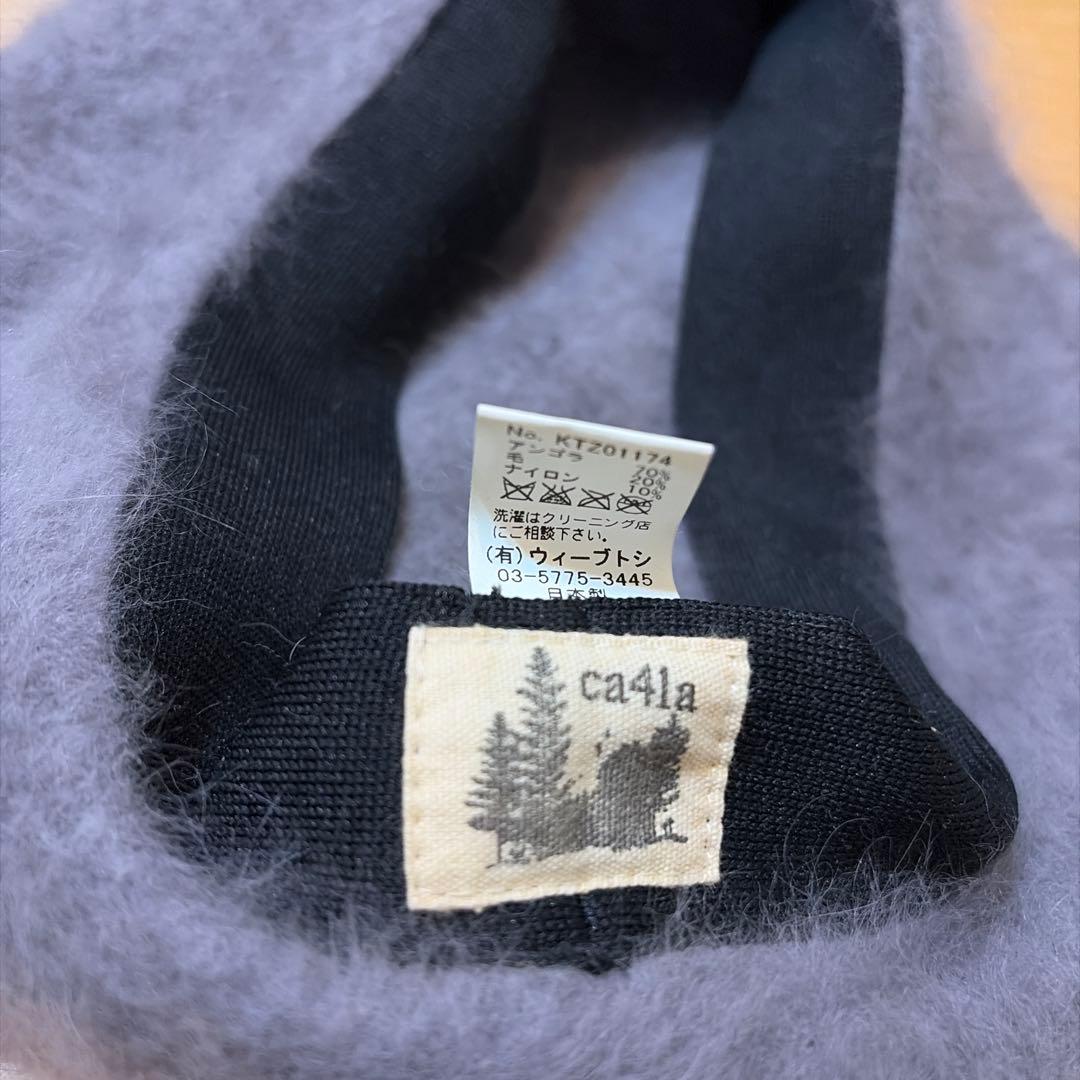 No. KTZ01174
アンゴラ 70%
毛 20%
ナイロン 10%
洗濯はクリーニング店
にご相談下さい。
(有)ウィーブトシ
03-5775-3445
日本製
ca4la